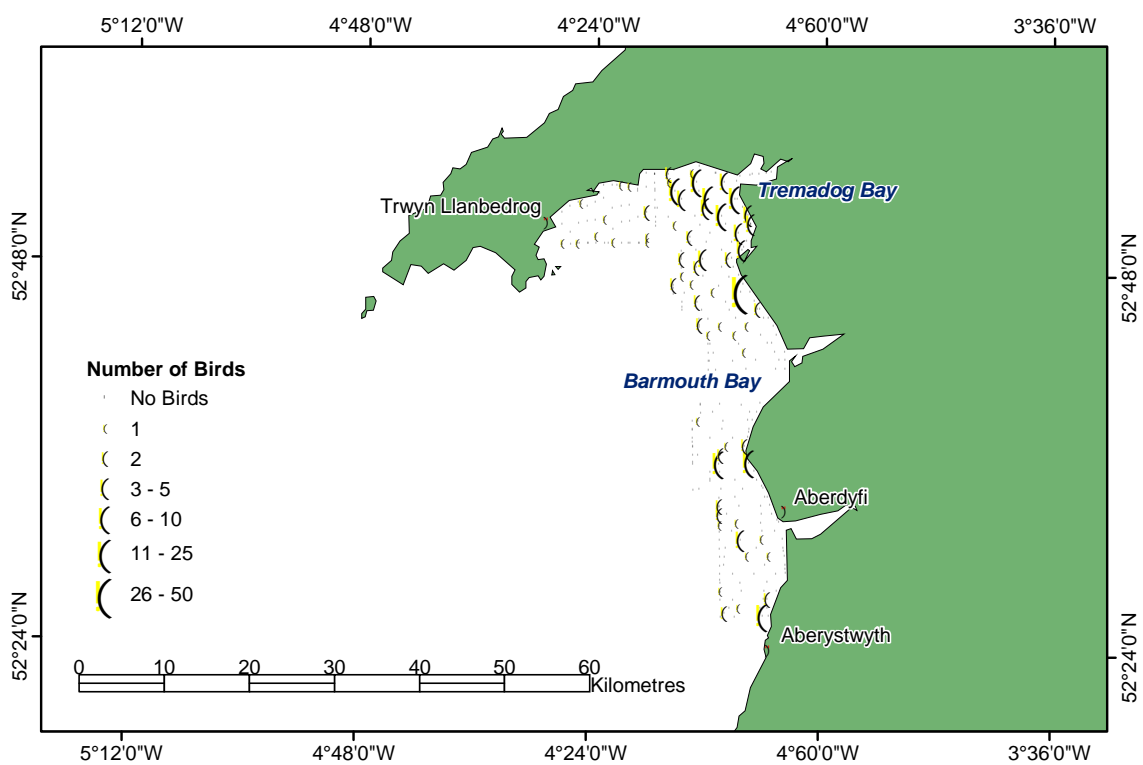 5°12'0"W 4°48'0"W 4°24'0"W 4°60'0"W 3°36'0"W
Tremadog Bay
Trwyn Llanbedrog
52°48'0"N
52°48'0"N
Barmouth Bay
Number of Birds
No Birds
1
2
3 - 5
6 - 10
11 - 25
26 - 50
Aberdyfi
Aberystwyth
52°24'0"N
52°24'0"N
0 10 20 30 40 50 60
Kilometres
5°12'0"W 4°48'0"W 4°24'0"W 4°60'0"W 3°36'0"W